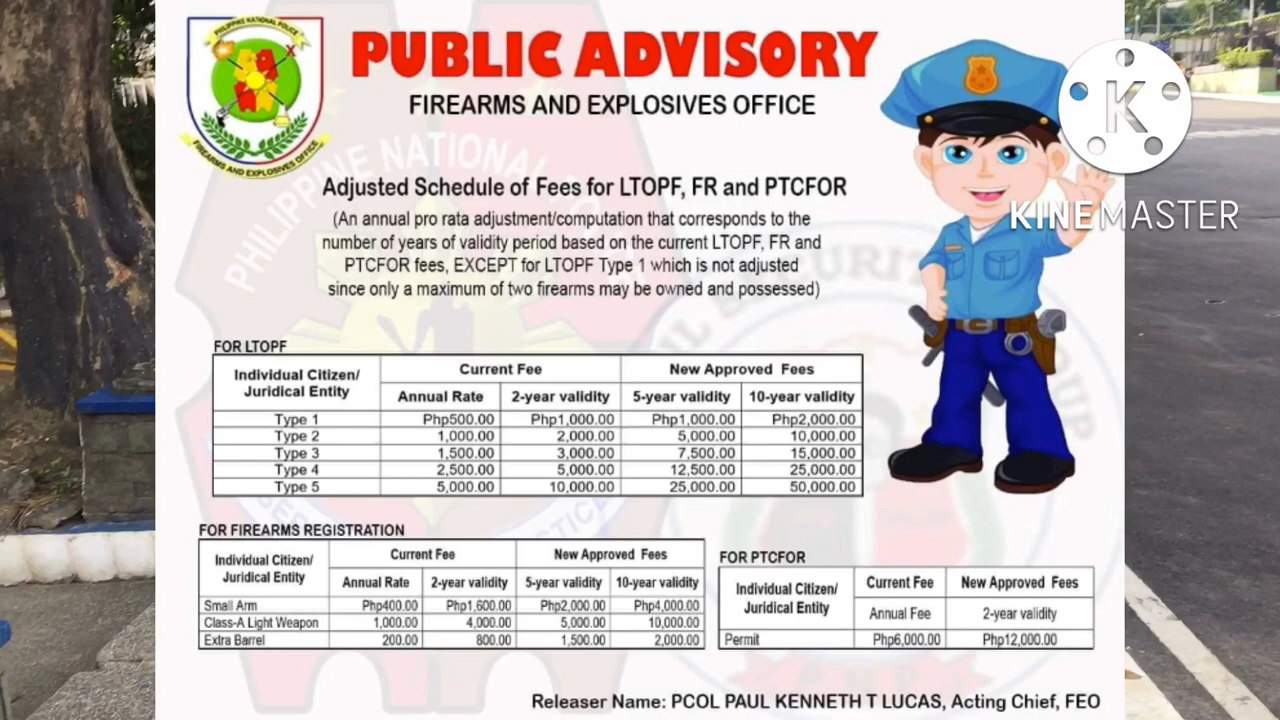 PHILIPPINE NATIONAL POLICE
FIREARMS AND EXPLOSIVES OFFICE
PUBLIC ADVISORY
FIREARMS AND EXPLOSIVES OFFICE
K
KINEMASTER
Adjusted Schedule of Fees for LTOPF, FR and PTCFOR
(An annual pro rata adjustment/computation that corresponds to the
number of years of validity period based on the current LTOPF, FR and
PTCFOR fees, EXCEPT for LTOPF Type 1 which is not adjusted
since only a maximum of two firearms may be owned and possessed)
PHILIPPINE NATIONAL
FOR LTOPF
Individual Citizen/ Juridical Entity Current Fee New Approved Fees
Annual Rate 2-year validity 5-year validity 10-year validity
Type 1 Php500.00 Php1,000.00 Php1,000.00 Php2,000.00
Type 2 1,000.00 2,000.00 5,000.00 10,000.00
Type 3 1,500.00 3,000.00 7,500.00 15,000.00
Type 4 2,500.00 5,000.00 12,500.00 25,000.00
Type 5 5,000.00 10,000.00 25,000.00 50,000.00
FOR FIREARMS REGISTRATION
Individual Citizen/ Juridical Entity Current Fee New Approved Fees
Annual Rate 2-year validity 5-year validity 10-year validity
Small Arm Php400.00 Php1,600.00 Php2,000.00 Php4,000.00
Class-A Light Weapon 1,000.00 4,000.00 5,000.00 10,000.00
Extra Barrel 200.00 800.00 1,500.00 2,000.00
FOR PTCFOR
Individual Citizen/ Juridical Entity Current Fee New Approved Fees
Annual Fee 2-year validity
Permit Php6,000.00 Php12,000.00
Releaser Name: PCOL PAUL KENNETH T LUCAS, Acting Chief, FEO